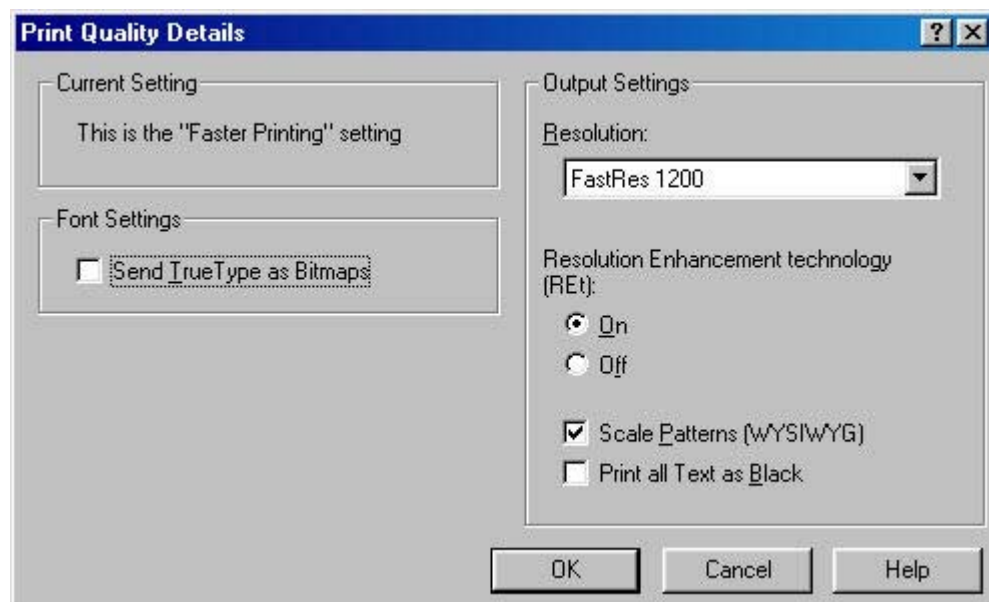 Print Quality Details
Current Setting
This is the "Faster Printing" setting
Font Settings
Send TrueType as Bitmaps
Output Settings
Resolution:
FastRes 1200
Resolution Enhancement technology
(REt):
On
Off
Scale Patterns (WYSIWYG)
Print all Text as Black
OK Cancel Help